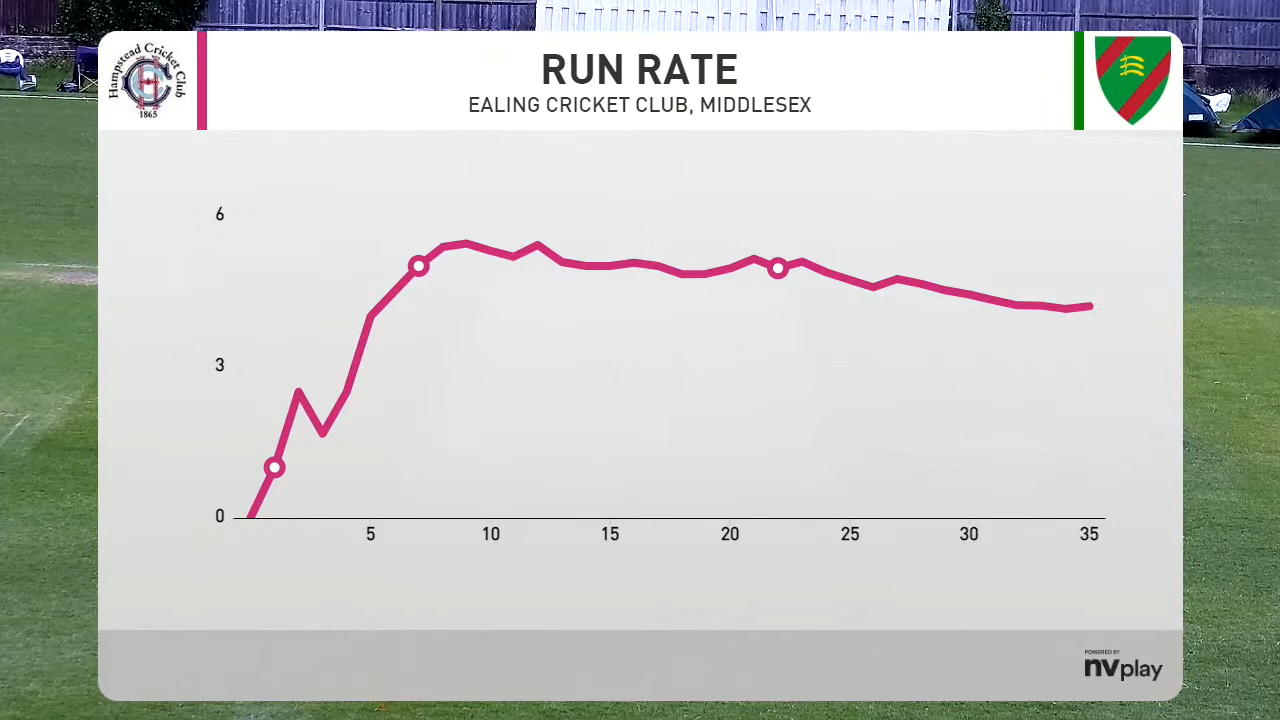 Hampstead Cricket Club
HCC
1865
RUN RATE
EALING CRICKET CLUB, MIDDLESEX
6
3
0
5 10 15 20 25 30 35
POWERED BY
nvplay